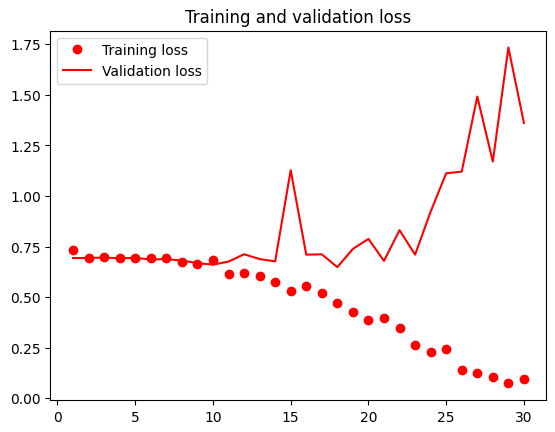 Training and validation loss
Training loss
Validation loss
1.75
1.50
1.25
1.00
0.75
0.50
0.25
0.00
0 5 10 15 20 25 30